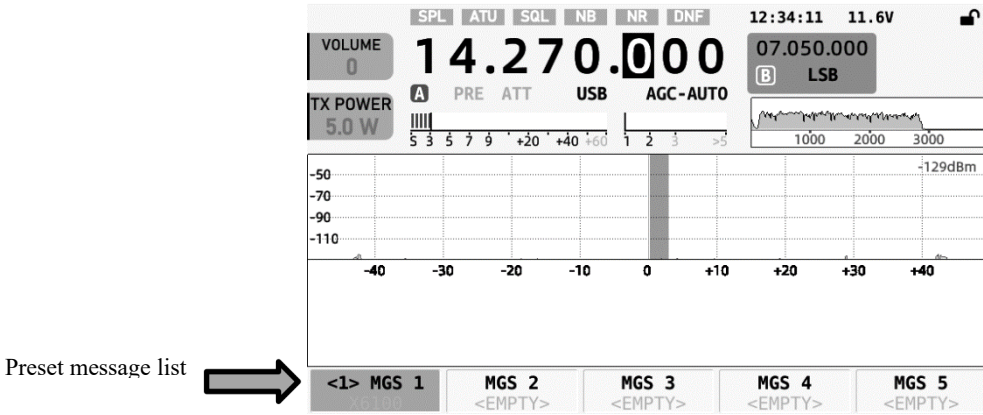 SPL ATU SQL NB NR DNF 12:34:11 11.6V
VOLUME
0
14.270.000
07.050.000
B LSB
A PRE ATT USB AGC-AUTO
TX POWER
5.0 W
S 3 5 7 9 +20 +40 +60 1 2 3 >5
1000 2000 3000
-129dBm
-50
-70
-90
-110
-40 -30 -20 -10 0 +10 +20 +30 +40
Preset message list
<1> MGS 1 MGS 2 MGS 3 MGS 4 MGS 5
X6100 <EMPTY> <EMPTY> <EMPTY> <EMPTY>